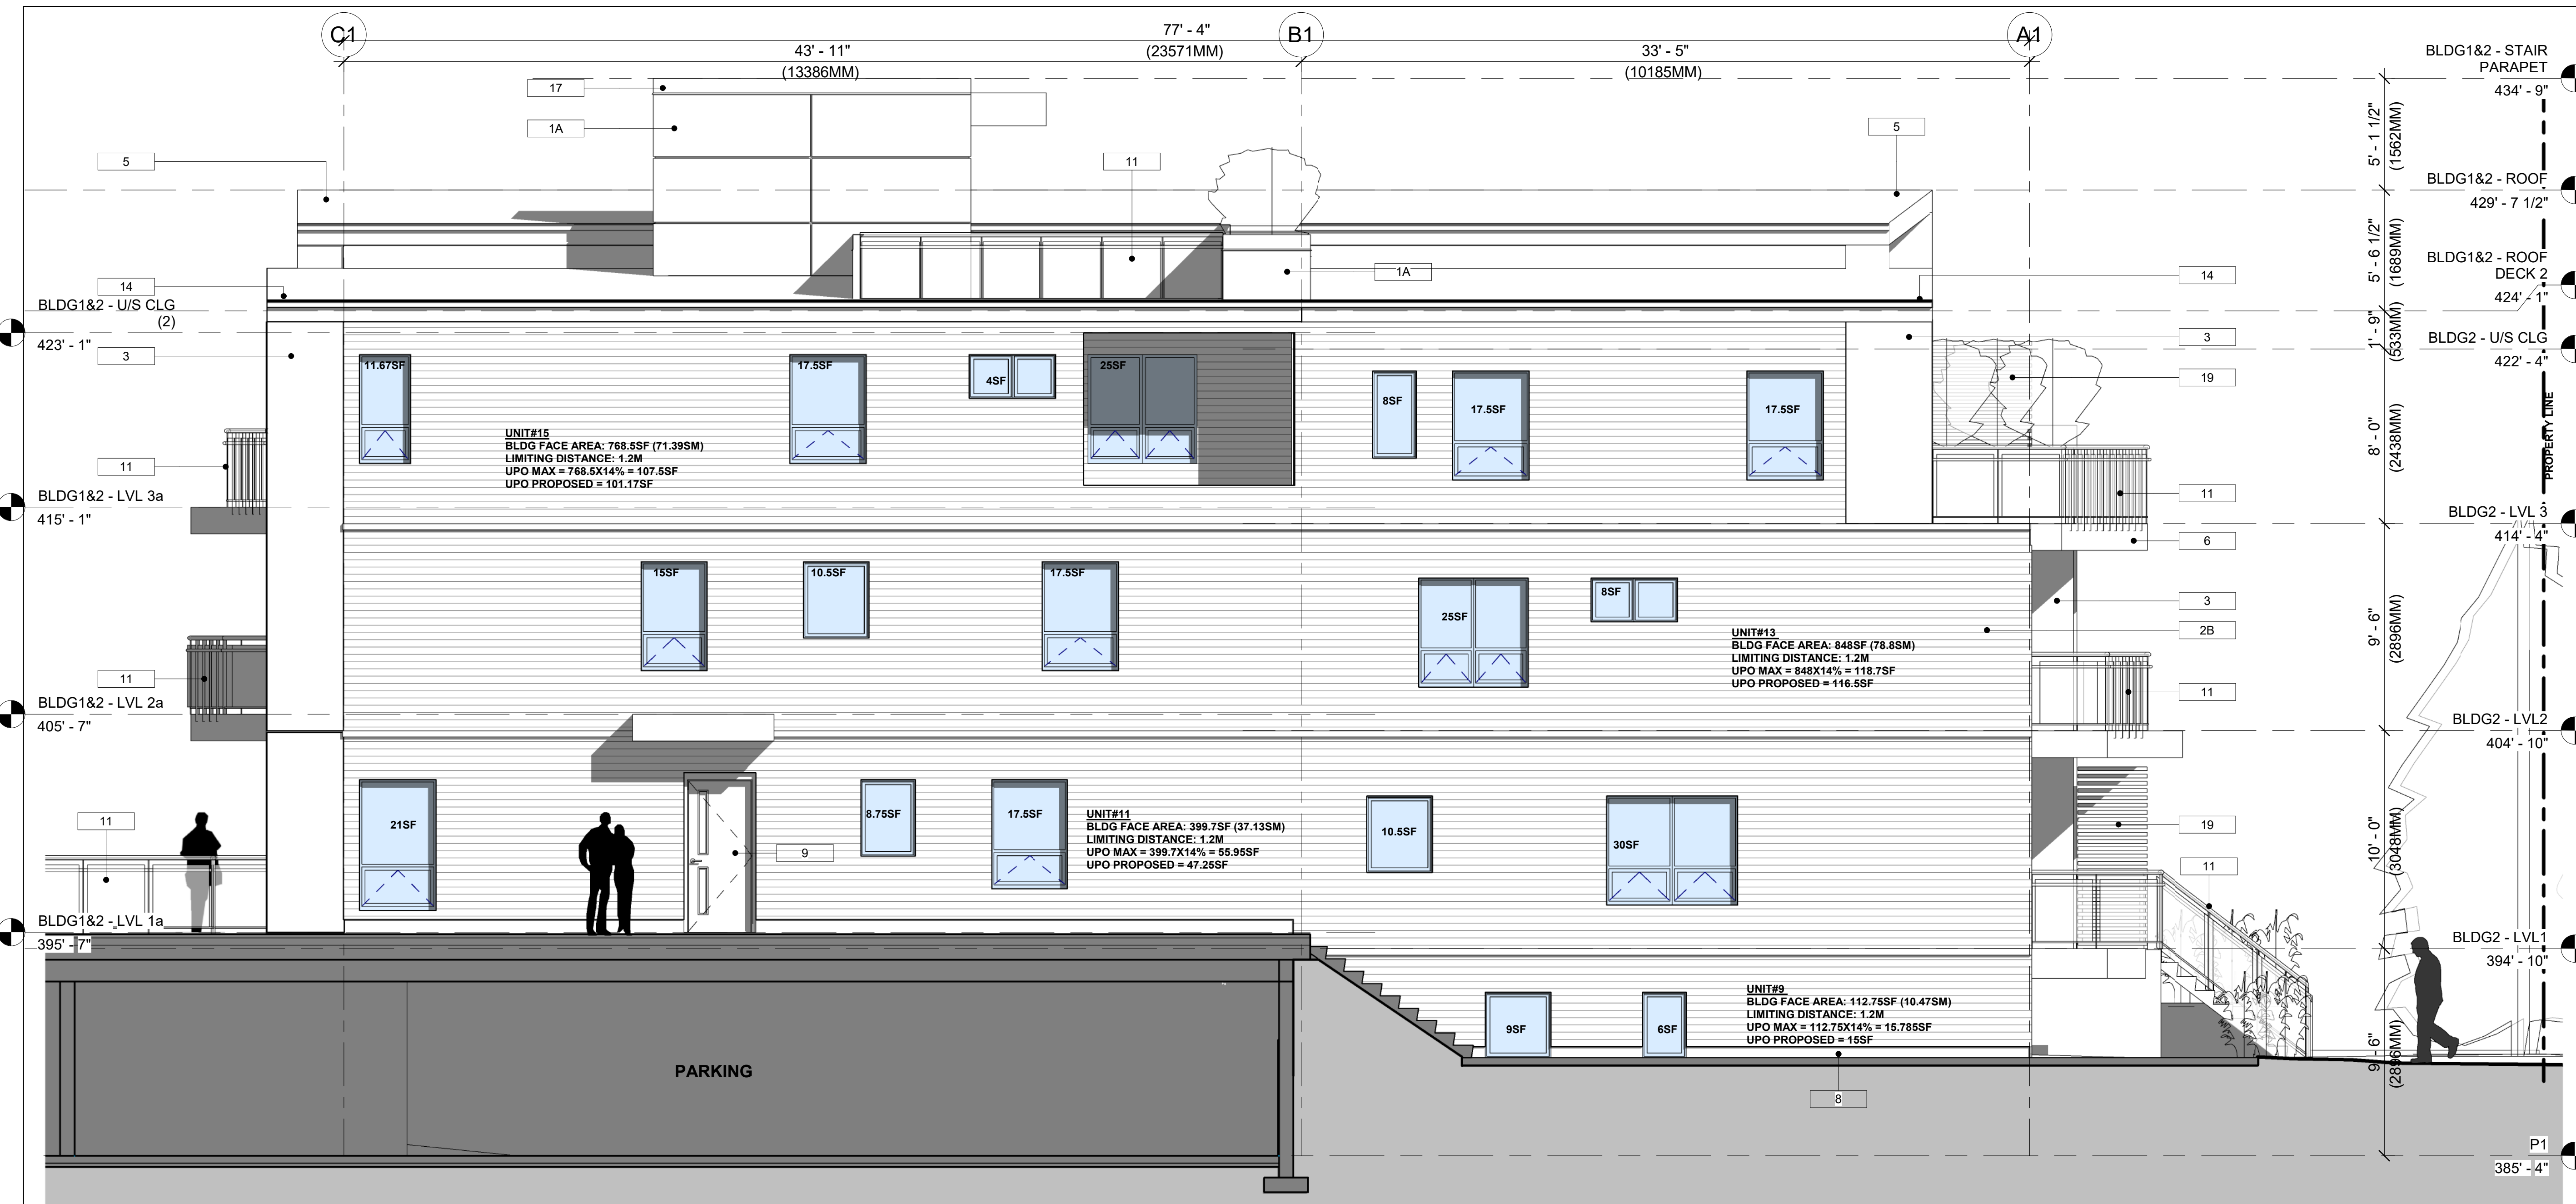 C1
77' - 4"
B1
A1
43' - 11"
(23571MM)
33' - 5"
(13386MM)
(10185MM)
BLDG1&2 - STAIR
PARAPET
434' - 9"
17
1A
5
5
11
5' - 1 1/2"
(1562MM)
BLDG1&2 - ROOF
429' - 7 1/2"
5' - 6 1/2"
(1689MM)
BLDG1&2 - ROOF
DECK 2
424' - 1"
14
1A
14
BLDG1&2 - U/S CLG
(2)
423' - 1"
1' - 9"
(533MM)
BLDG2 - U/S CLG
422' - 4"
3
3
19
11.67SF
17.5SF
4SF
25SF
8SF
17.5SF
17.5SF
PROPERTY LINE
UNIT#15
BLDG FACE AREA: 768.5SF (71.39SM)
LIMITING DISTANCE: 1.2M
UPO MAX = 768.5X14% = 107.5SF
UPO PROPOSED = 101.17SF
8' - 0"
(2438MM)
11
11
BLDG1&2 - LVL 3a
415' - 1"
BLDG2 - LVL 3
414' - 4"
6
15SF
10.5SF
17.5SF
25SF
8SF
3
2B
9' - 6"
(2896MM)
UNIT#13
BLDG FACE AREA: 848SF (78.8SM)
LIMITING DISTANCE: 1.2M
UPO MAX = 848X14% = 118.7SF
UPO PROPOSED = 116.5SF
11
11
BLDG1&2 - LVL 2a
405' - 7"
BLDG2 - LVL2
404' - 10"
21SF
8.75SF
17.5SF
10.5SF
30SF
UNIT#11
BLDG FACE AREA: 399.7SF (37.13SM)
LIMITING DISTANCE: 1.2M
UPO MAX = 399.7X14% = 55.95SF
UPO PROPOSED = 47.25SF
11
9
19
11
10' - 0"
(3048MM)
BLDG1&2 - LVL 1a
395' - 7"
BLDG2 - LVL1
394' - 10"
9SF
6SF
UNIT#9
BLDG FACE AREA: 112.75SF (10.47SM)
LIMITING DISTANCE: 1.2M
UPO MAX = 112.75X14% = 15.785SF
UPO PROPOSED = 15SF
9' - 6"
(2896MM)
PARKING
8
P1
385' - 4"